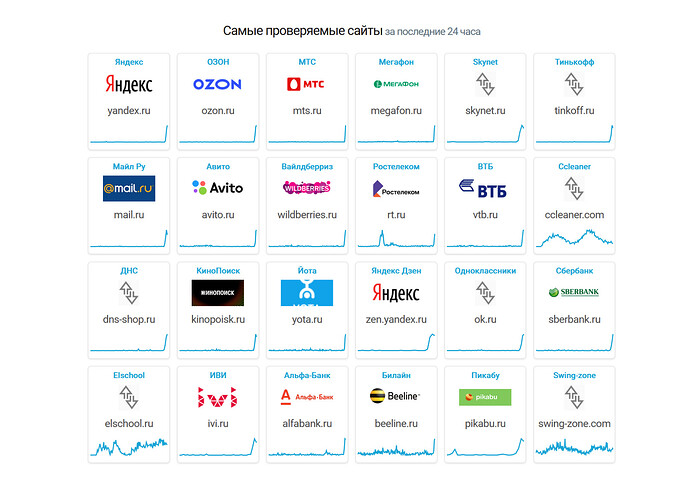 Самые проверяемые сайты за последние 24 часа
Яндекс
Яндекс
yandex.ru
ОЗОН
OZON
ozon.ru
МТС
МТС
mts.ru
Мегафон
МЕГАФОН
megafon.ru
Skynet
skynet.ru
Тинькофф
tinkoff.ru
Майл Ру
@mail.ru
mail.ru
Авито
Avito
avito.ru
Вайлдберриз
WILDBERRIES
wildberries.ru
Ростелеком
Ростелеком
rt.ru
ВТБ
ВТБ
vtb.ru
Ccleaner
ccleaner.com
ДНС
dns-shop.ru
КиноПоиск
КИНОПОИСК
kinopoisk.ru
Йота
YOTA
yota.ru
Яндекс Дзен
Яндекс
zen.yandex.ru
Одноклассники
ok.ru
Сбербанк
SBERBANK
sberbank.ru
Elschool
elschool.ru
ИВИ
ivi
ivi.ru
Альфа-Банк
Альфа·Банк
alfabank.ru
Билайн
Beeline™
beeline.ru
Пикабу
pikabu
pikabu.ru
Swing-zone
swing-zone.com